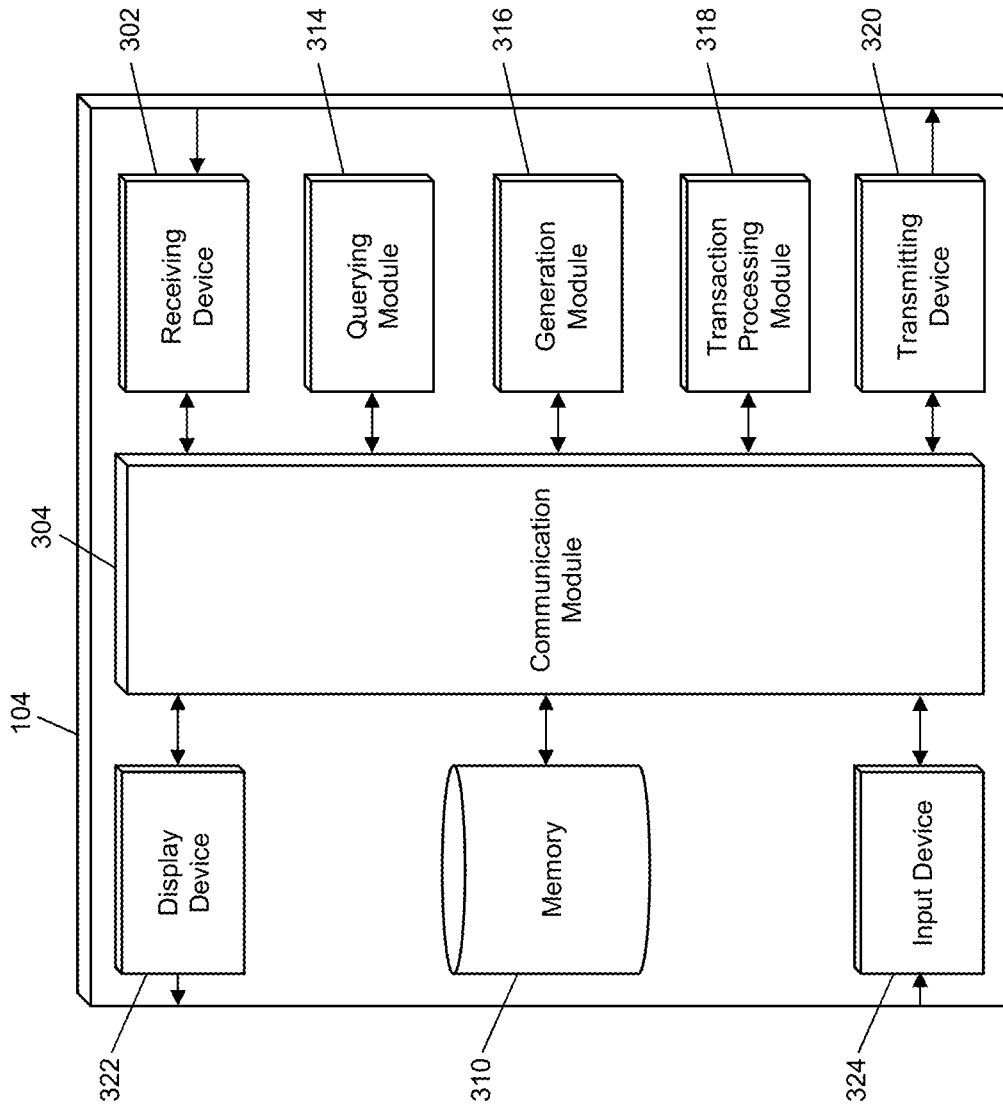 104
304
322
Display
Device
310
Memory
324
Input Device
Communication
Module
302
Receiving
Device
314
Querying
Module
316
Generation
Module
318
Transaction
Processing
Module
320
Transmitting
Device